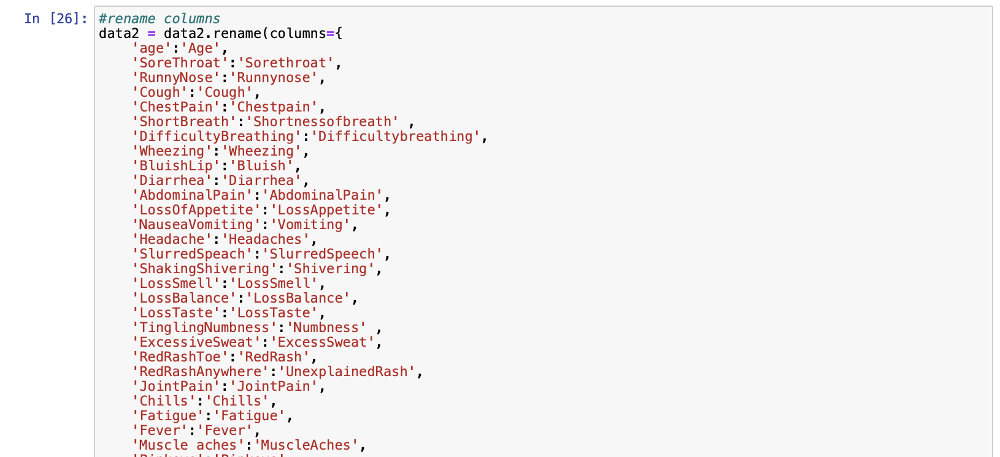 In [26]: #rename columns
data2 = data2.rename(columns={
'age':'Age',
'SoreThroat':'Sorethroat',
'RunnyNose':'Runnynose',
'Cough':'Cough',
'ChestPain':'Chestpain',
'ShortBreath':'Shortnessofbreath' ,
'DifficultyBreathing':'Difficultybreathing',
'Wheezing':'Wheezing',
'BluishLip':'Bluish',
'Diarrhea':'Diarrhea',
'AbdominalPain':'AbdominalPain',
'LossOfAppetite':'LossAppetite',
'NauseaVomiting':'Vomiting',
'Headache':'Headaches',
'SlurredSpeach':'SlurredSpeech',
'ShakingShivering':'Shivering',
'LossSmell':'LossSmell',
'LossBalance':'LossBalance',
'LossTaste':'LossTaste',
'TinglingNumbness':'Numbness' ,
'ExcessiveSweat':'ExcessSweat',
'RedRashToe':'RedRash',
'RedRashAnywhere':'UnexplainedRash',
'JointPain':'JointPain',
'Chills':'Chills',
'Fatigue':'Fatigue',
'Fever':'Fever',
'Muscle aches':'MuscleAches',